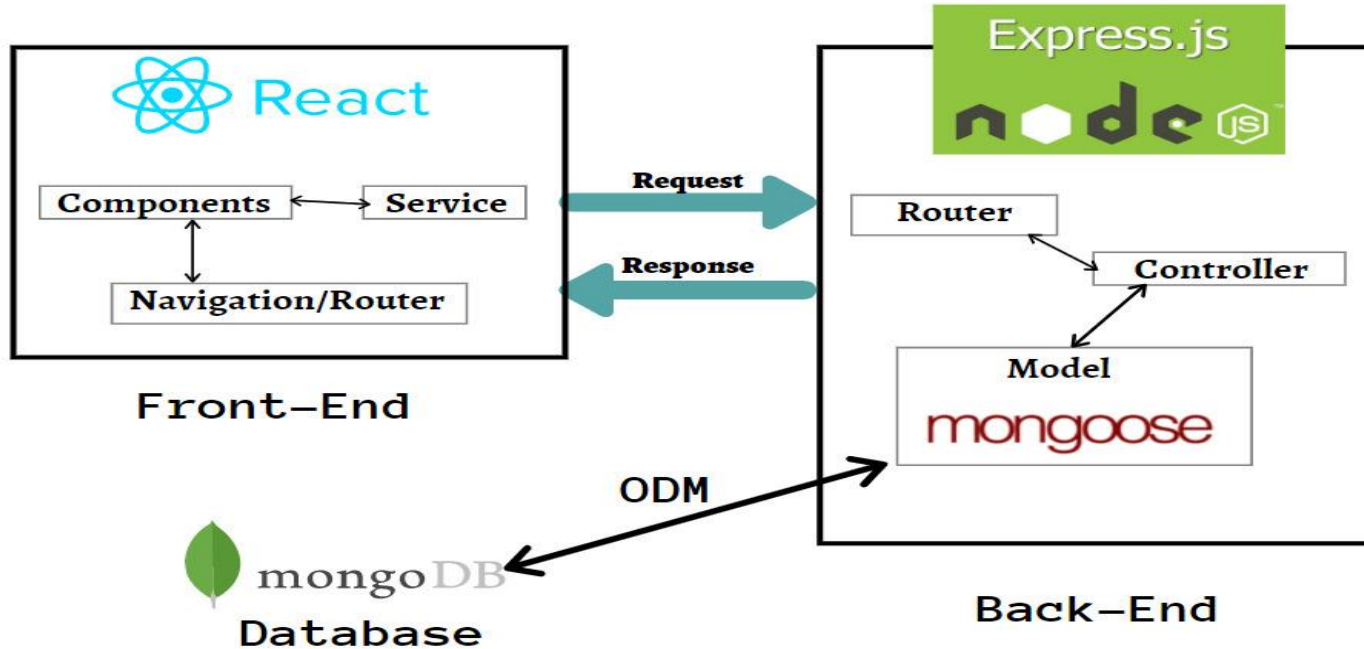 React
Components
Service
Navigation/Router
Front-End
Request
Response
Express.js
node
JS
™
Router
Controller
Model
mongoose
Back-End
ODM
mongoDB
Database